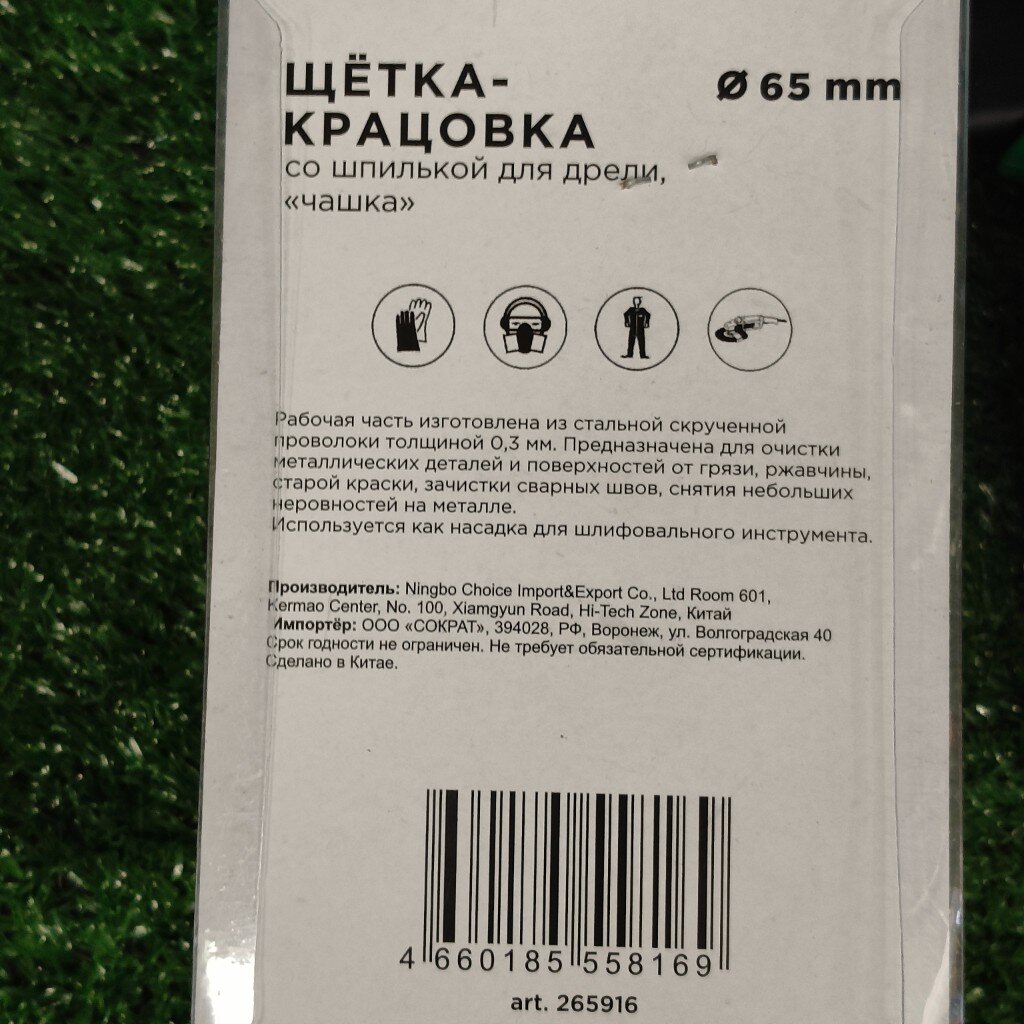 ЩЁТКА-
КРАЦОВКА
Ø 65 mm
со шпилькой для дрели,
«чашка»
Рабочая часть изготовлена из стальной скрученной
проволоки толщиной 0,3 мм. Предназначена для очистки
металлических деталей и поверхностей от грязи, ржавчины,
старой краски, зачистки сварных швов, снятия небольших
неровностей на металле.
Используется как насадка для шлифовального инструмента.
Производитель: Ningbo Choice Import&Export Co., Ltd Room 601,
Kermao Center, No. 100, Xiamgyun Road, Hi-Tech Zone, Китай
Импортёр: ООО «СОКРАТ», 394028, РФ, Воронеж, ул. Волгоградская 40
Срок годности не ограничен. Не требует обязательной сертификации.
Сделано в Китае.
4 660185 558169
art. 265916